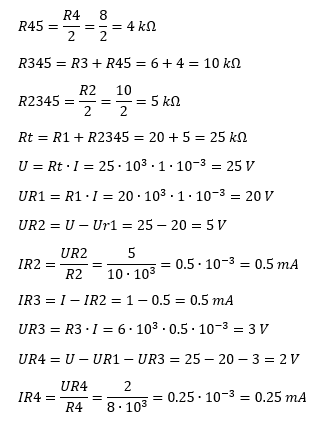 R45 = R4/2 = 8/2 = 4 kΩ
R345 = R3 + R45 = 6 + 4 = 10 kΩ
R2345 = R2/2 = 10/2 = 5 kΩ
Rt = R1 + R2345 = 20 + 5 = 25 kΩ
U = Rt · I = 25 · 10³ · 1 · 10⁻³ = 25 V
UR1 = R1 · I = 20 · 10³ · 1 · 10⁻³ = 20 V
UR2 = U − Ur1 = 25 − 20 = 5 V
IR2 = UR2/R2 = 5/(10 · 10³) = 0.5 · 10⁻³ = 0.5 mA
IR3 = I − IR2 = 1 − 0.5 = 0.5 mA
UR3 = R3 · I = 6 · 10³ · 0.5 · 10⁻³ = 3 V
UR4 = U − UR1 − UR3 = 25 − 20 − 3 = 2 V
IR4 = UR4/R4 = 2/(8 · 10³) = 0.25 · 10⁻³ = 0.25 mA